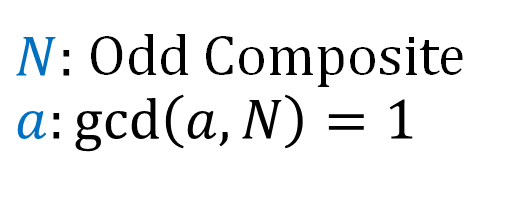 N: Odd Composite
a: gcd(a, N) = 1